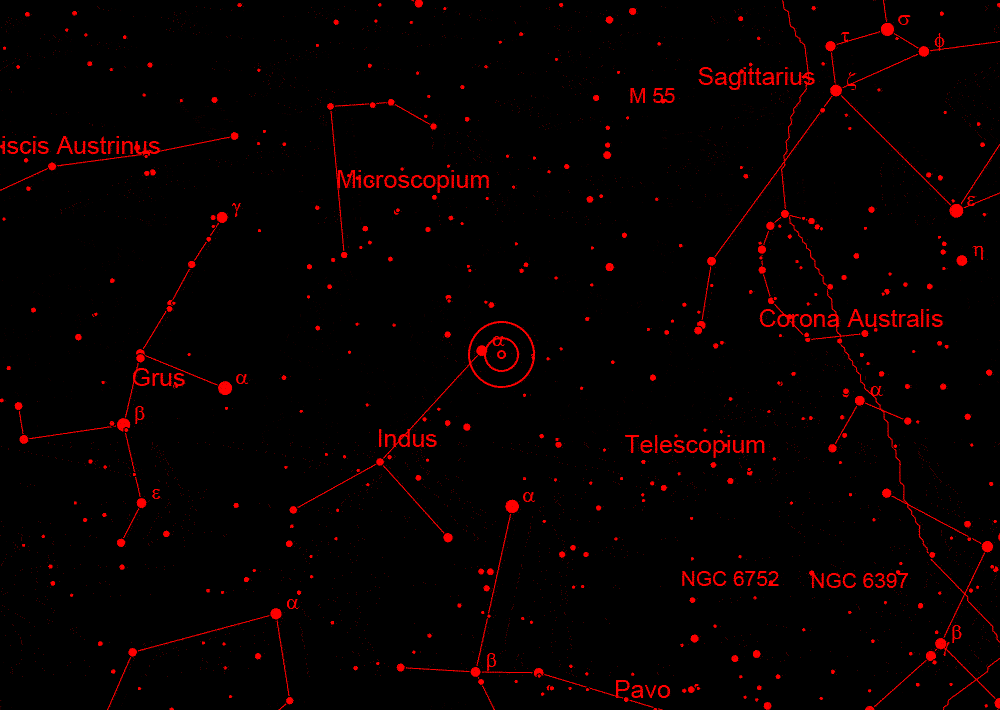 σ
τ
φ
Sagittarius
ζ
M 55
iscis Austrinus
Microscopium
ε
γ
η
Corona Australis
α
Grus
α
α
β
Indus
Telescopium
ε
α
NGC 6752
NGC 6397
α
β
β
Pavo